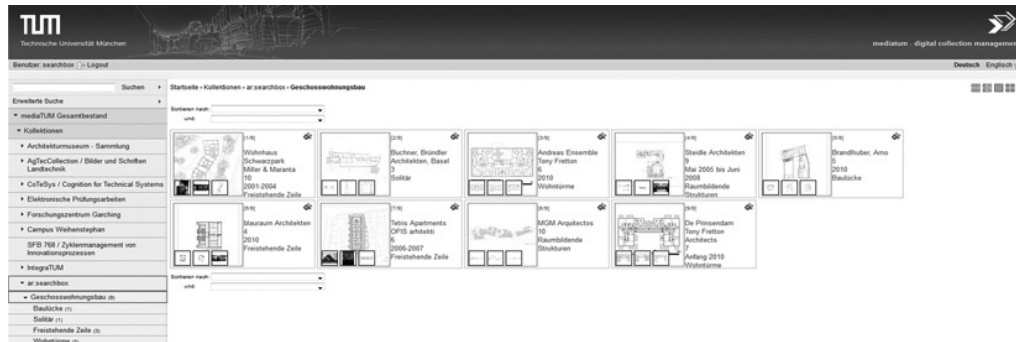 TUM
Technische Universität München
mediatum - digital collection management
Benutzer: searchbox Logout
Deutsch Englisch
Suchen
Startseite › Kollektionen › ar:searchbox › Geschosswohnungsbau
Erweiterte Suche
mediaTUM Gesamtbestand
Kollektionen
Architekturmuseum - Sammlung
AgTecCollection / Bilder und Schriften
Landtechnik
CoTeSys / Cognition for Technical Systems
Elektronische Prüfungsarbeiten
Forschungszentrum Garching
Campus Weihenstephan
SFB 768 / Zyklenmanagement von
Innovationsprozessen
IntegraTUM
ar:searchbox
Geschosswohnungsbau (9)
Baulücke (1)
Solitär (1)
Freistehende Zeile (3)
Wohntürme (2)
Sortieren nach:
und:
[1/9]
Wohnhaus
Schwarzpark
Miller & Maranta
10
2001-2004
Freistehende Zeile
[2/9]
Buchner, Bründler
Architekten, Basel
3
Solitär
[3/9]
Andreas Ensemble
Tony Fretton
6
2010
Wohntürme
[4/9]
Steidle Architekten
9
Mai 2005 bis Juni
2008
Raumbildende
Strukturen
[5/9]
Brandlhuber, Arno
5
2010
Baulücke
[6/9]
blauraum Architekten
4
2010
Freistehende Zeile
[7/9]
Tetris Apartments
OFIS arhitekti
6
2006-2007
Freistehende Zeile
[8/9]
MGM Arquitectos
10
Raumbildende
Strukturen
[9/9]
De Prinsendam
Tony Fretton
Architects
7
Anfang 2010
Wohntürme
Sortieren nach:
und: